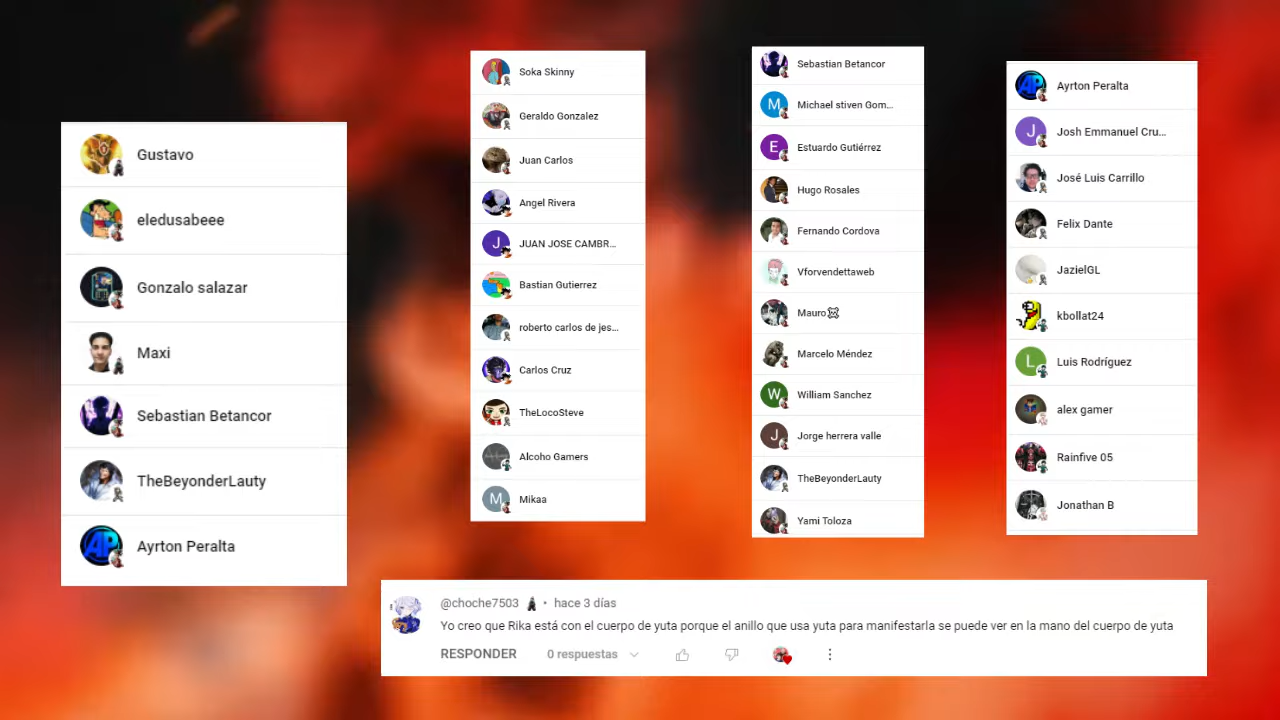 Gustavo
eledusabeee
Gonzalo salazar
Maxi
Sebastian Betancor
TheBeyonderLauty
AP
Ayrton Peralta
Soka Skinny
Geraldo Gonzalez
Juan Carlos
Angel Rivera
J
JUAN JOSE CAMBR...
Bastian Gutierrez
roberto carlos de jes...
Carlos Cruz
TheLocoSteve
Alcoho Gamers
M
Mikaa
Sebastian Betancor
M
Michael stiven Gom...
E
Estuardo Gutiérrez
Hugo Rosales
Fernando Cordova
Vforvendettaweb
Mauro
Marcelo Méndez
W
William Sanchez
J
Jorge herrera valle
TheBeyonderLauty
Yami Toloza
AP
Ayrton Peralta
J
Josh Emmanuel Cru...
José Luis Carrillo
Felix Dante
JazielGL
kbollat24
L
Luis Rodríguez
alex gamer
Rainfive 05
Jonathan B
@choche7503 • hace 3 días
Yo creo que Rika está con el cuerpo de yuta porque el anillo que usa yuta para manifestarla se puede ver en la mano del cuerpo de yuta
RESPONDER 0 respuestas